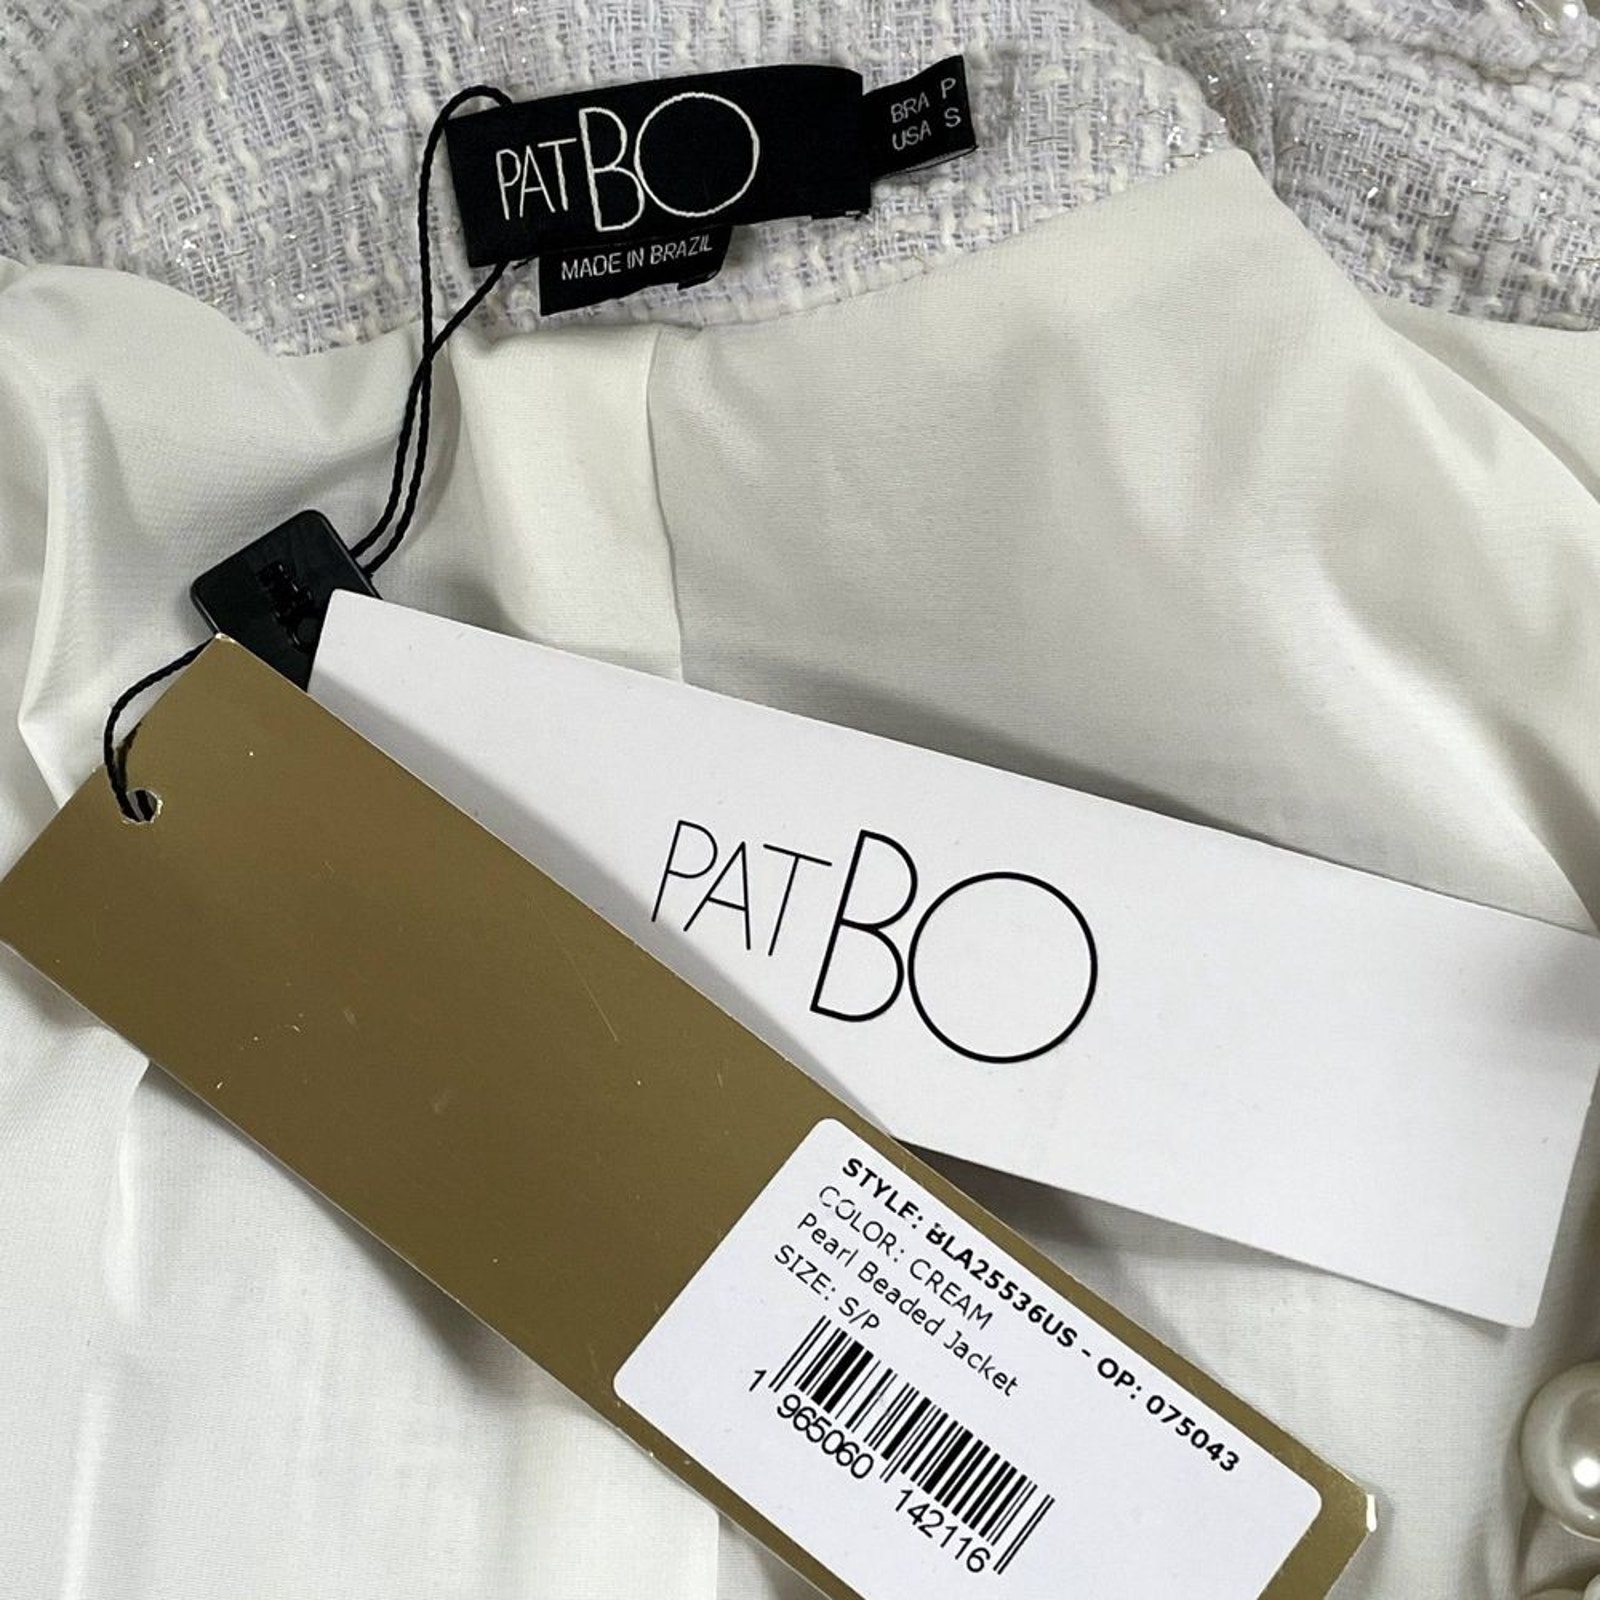 PATBO
BRA P
USA S
MADE IN BRAZIL
PATBO
STYLE: BLA25536US - OP: 075043
COLOR: CREAM
Pearl Beaded Jacket
SIZE: S/P
1 965060 142116